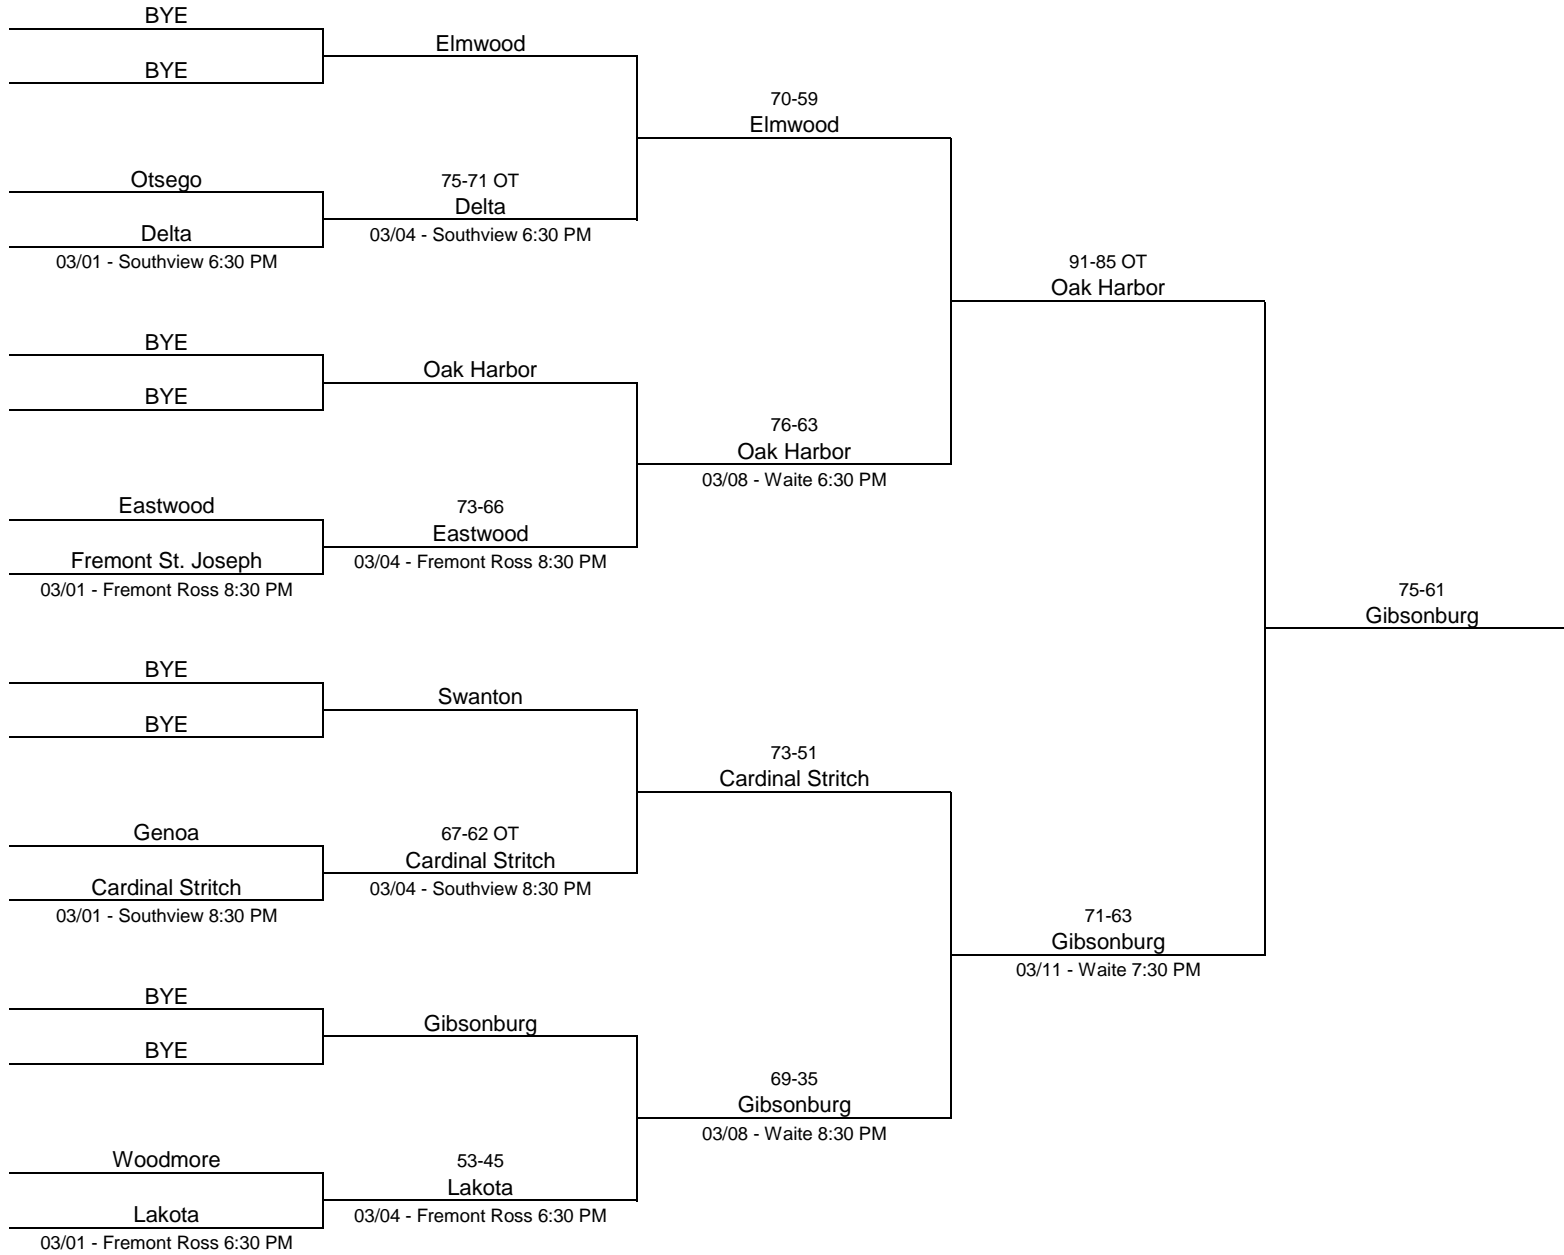 BYE
Elmwood
BYE
70-59
Elmwood
Otsego
75-71 OT
Delta
Delta
03/04 - Southview 6:30 PM
03/01 - Southview 6:30 PM
91-85 OT
Oak Harbor
BYE
Oak Harbor
BYE
76-63
Oak Harbor
03/08 - Waite 6:30 PM
Eastwood
73-66
Eastwood
Fremont St. Joseph
03/04 - Fremont Ross 8:30 PM
03/01 - Fremont Ross 8:30 PM
75-61
Gibsonburg
BYE
Swanton
BYE
73-51
Cardinal Stritch
Genoa
67-62 OT
Cardinal Stritch
Cardinal Stritch
03/04 - Southview 8:30 PM
03/01 - Southview 8:30 PM
71-63
Gibsonburg
03/11 - Waite 7:30 PM
BYE
Gibsonburg
BYE
69-35
Gibsonburg
03/08 - Waite 8:30 PM
Woodmore
53-45
Lakota
Lakota
03/04 - Fremont Ross 6:30 PM
03/01 - Fremont Ross 6:30 PM